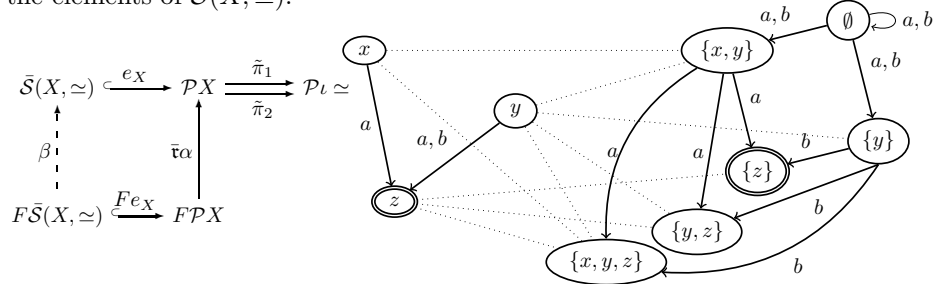 the elements of 𝒮̄(X, ≃).
x
{x, y}
a, b
∅
a, b
𝒮̄(X, ≃)
e_X
𝒫X
π̃₁
π̃₂
𝒫ι ≃
a
a, b
y
a
a, b
{y}
β
𝔯̄α
a
a
b
{z}
z
F𝒮̄(X, ≃)
Fe_X
F𝒫X
b
{y, z}
{x, y, z}
b